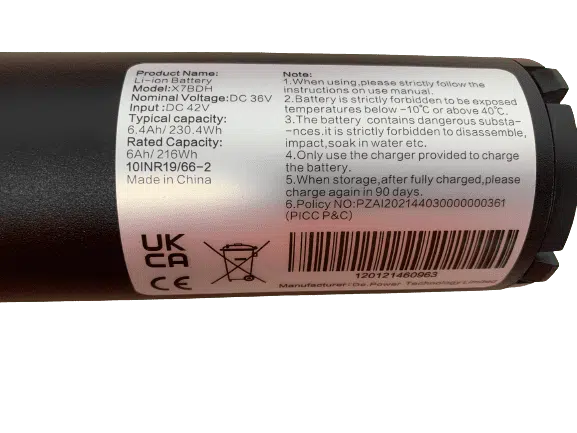 Product Name:
Li-ion Battery
Model:X7BDH
Nominal Voltage:DC 36V
Input :DC 42V
Typical capacity:
6.4Ah/ 230.4Wh
Rated Capacity:
6Ah/ 216Wh
10INR19/66-2
Made in China
UK
CA
CE
Note:
1.When using,please strictly follow the
instructions on use manual.
2.Battery is strictly forbidden to be exposed
temperatures below -10℃ or above 40℃.
3.The battery contains dangerous substa-
-nces.it is strictly forbidden to disassemble,
impact,soak in water etc.
4.Only use the charger provided to charge
the battery.
5.When storage,after fully charged,please
charge again in 90 days.
6.Policy NO:PZAI202144030000000361
(PICC P&C)
120121460963
Manufacturer:De.Power Technology Limited